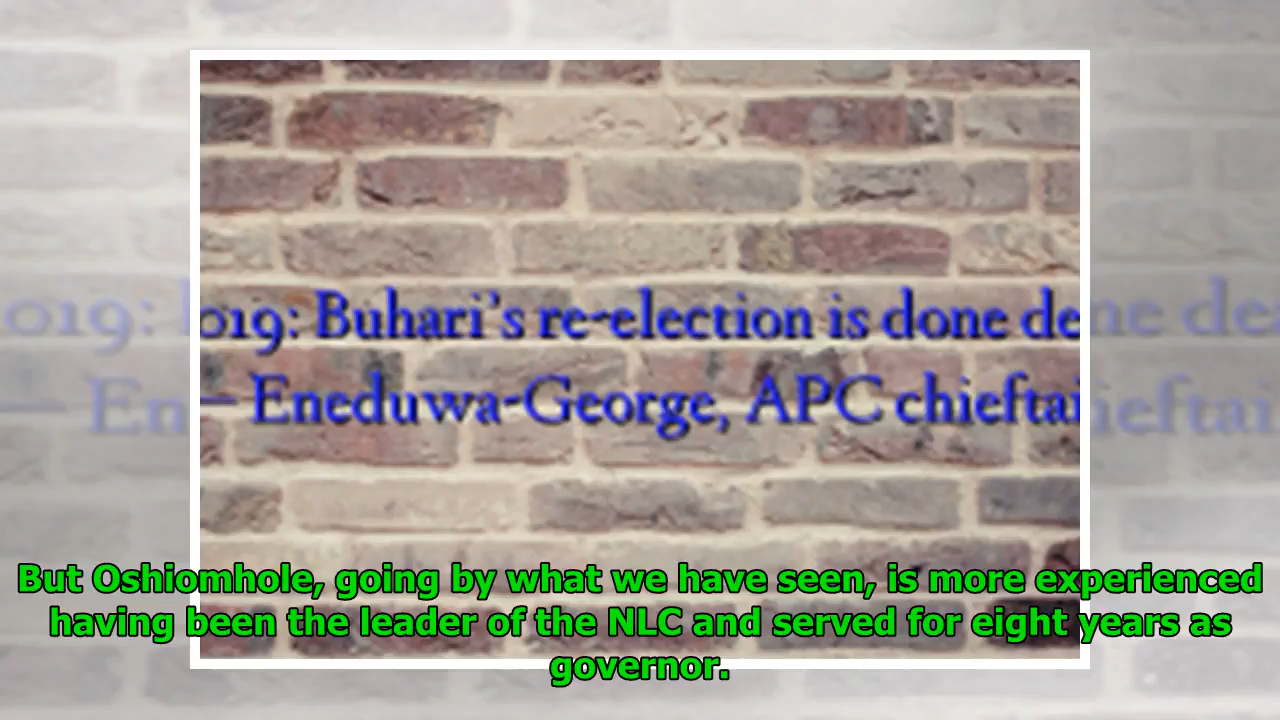 019: Buhari's re-election is done de
— Eneduwa-George, APC chieftai
But Oshiomhole, going by what we have seen, is more experienced
having been the leader of the NLC and served for eight years as
governor.